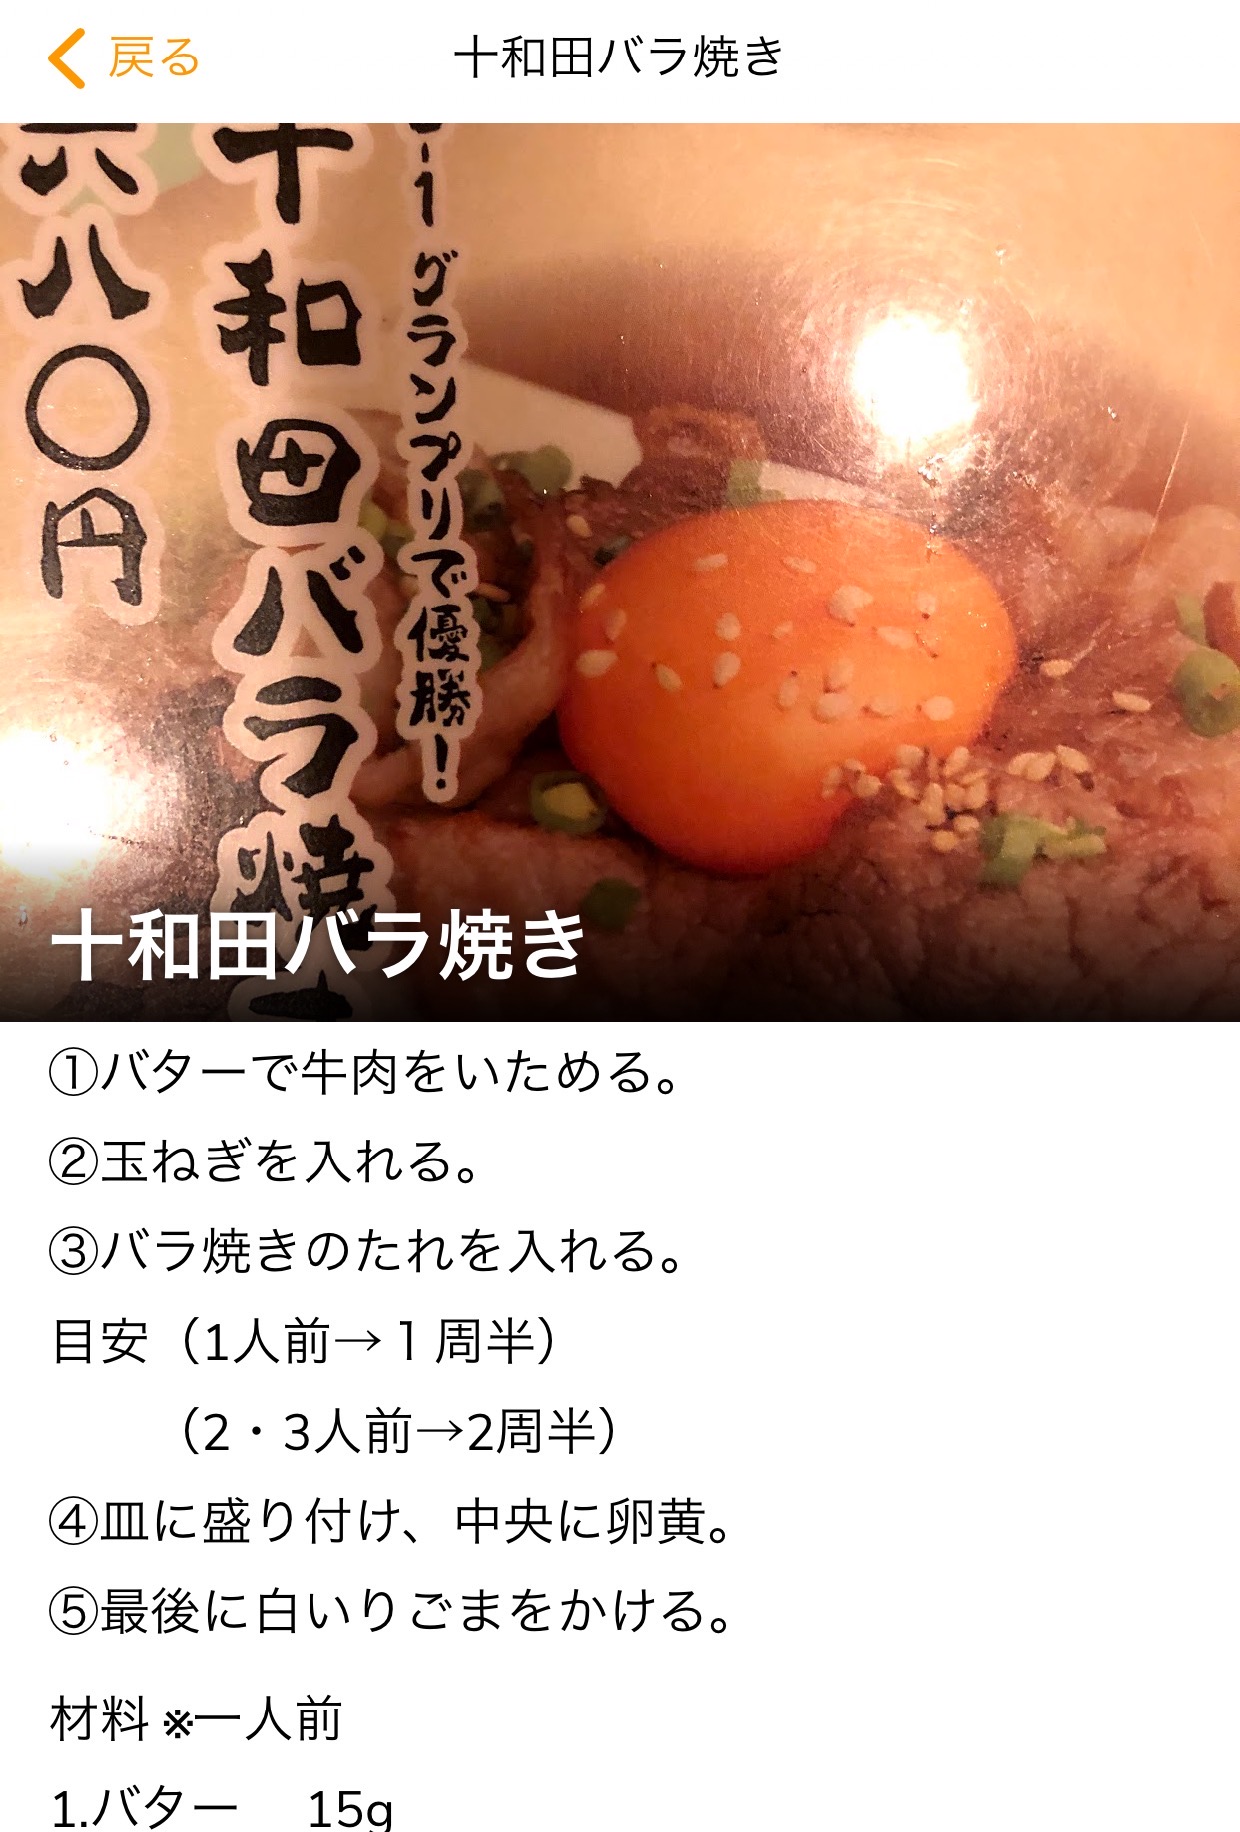 戻る
十和田バラ焼き
-1グランプリで優勝！
十和田バラ焼き
六八〇円
十和田バラ焼き
①バターで牛肉をいためる。
②玉ねぎを入れる。
③バラ焼きのたれを入れる。
目安（1人前→１周半）
（2・3人前→2周半）
④皿に盛り付け、中央に卵黄。
⑤最後に白いりごまをかける。
材料 ※一人前
1.バター　15g